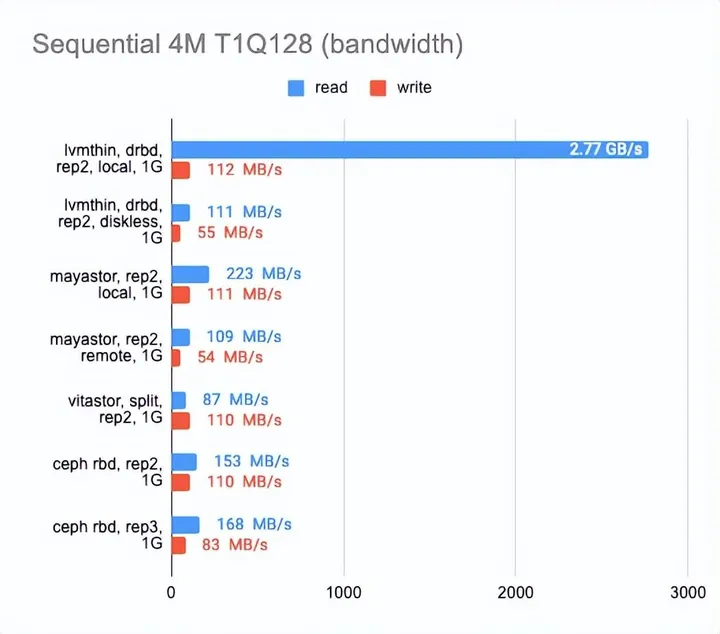 Sequential 4M T1Q128 (bandwidth)
read write
lvmthin, drbd,
rep2, local, 1G
2.77 GB/s
112 MB/s
lvmthin, drbd,
rep2, diskless,
1G
111 MB/s
55 MB/s
mayastor, rep2,
local, 1G
223 MB/s
111 MB/s
mayastor, rep2,
remote, 1G
109 MB/s
54 MB/s
vitastor, split,
rep2, 1G
87 MB/s
110 MB/s
ceph rbd, rep2,
1G
153 MB/s
110 MB/s
ceph rbd, rep3,
1G
168 MB/s
83 MB/s
0 1000 2000 3000